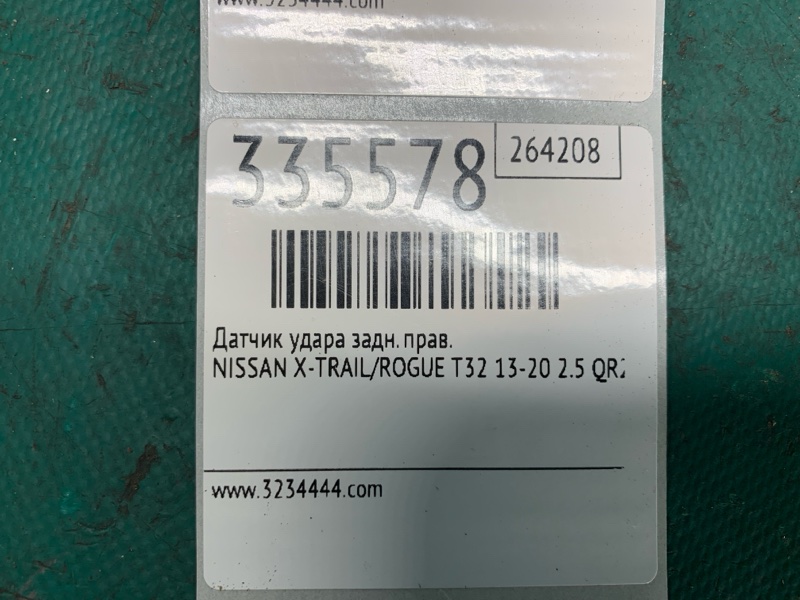 www.3234444.com
335578
264208
Датчик удара задн. прав.
NISSAN X-TRAIL/ROGUE T32 13-20 2.5 QR2
www.3234444.com